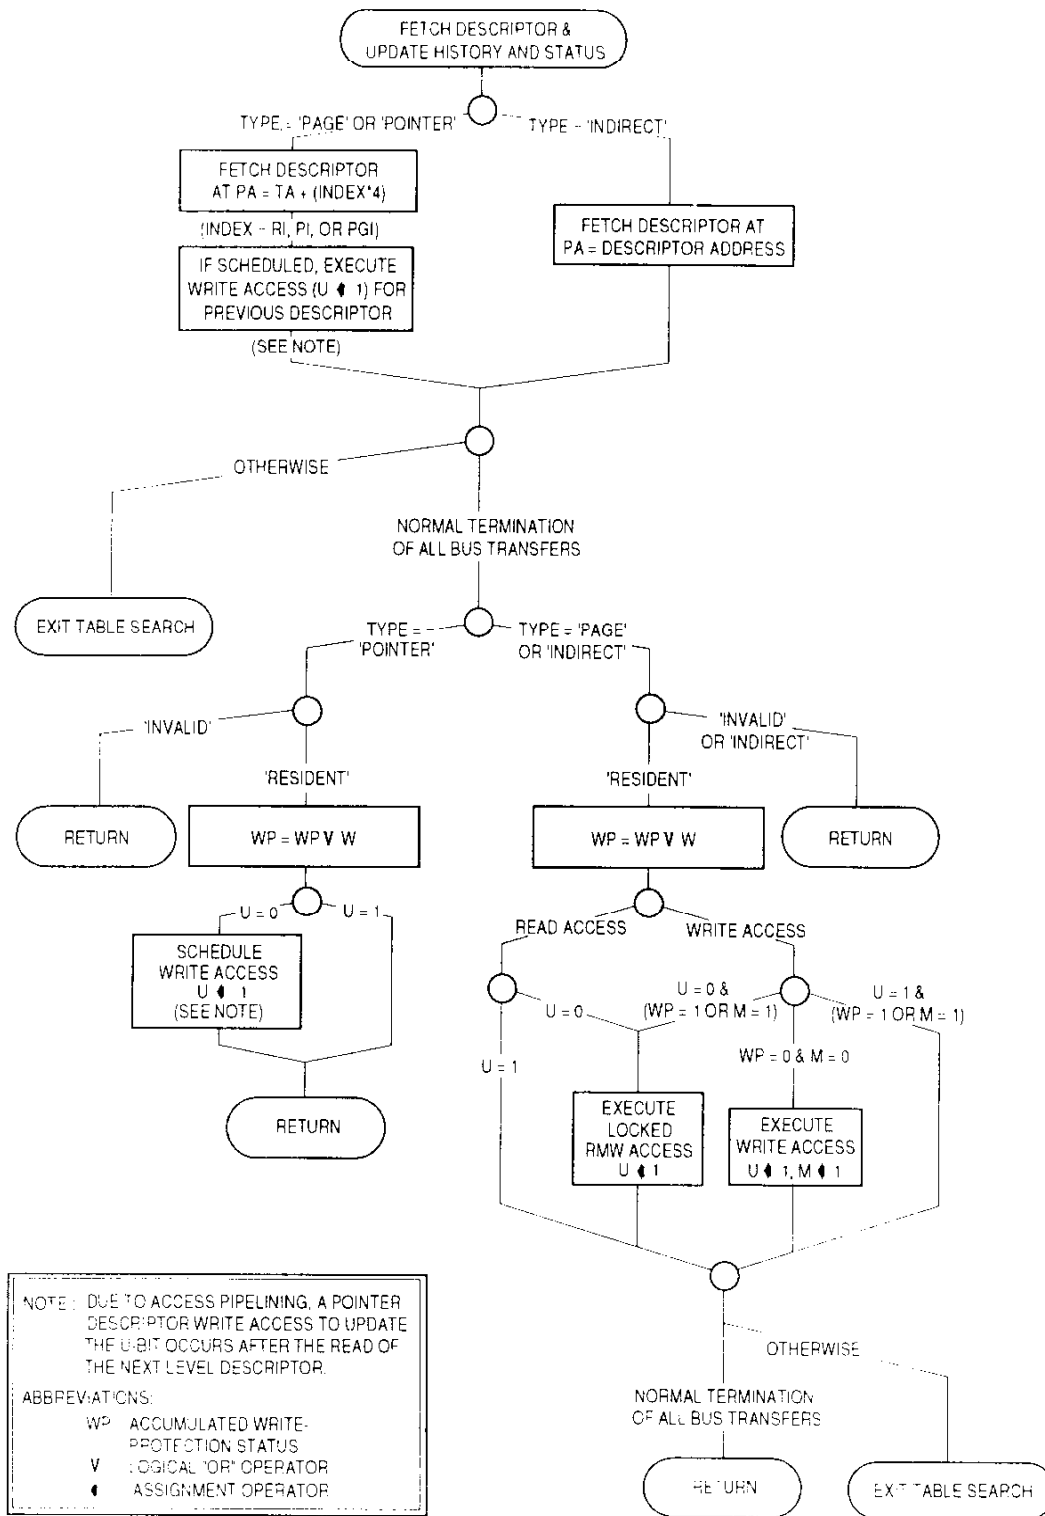 FETCH DESCRIPTOR &
UPDATE HISTORY AND STATUS
TYPE = 'PAGE' OR 'POINTER'
TYPE = 'INDIRECT'
FETCH DESCRIPTOR
AT PA = TA + (INDEX*4)
(INDEX = RI, PI, OR PGI)
FETCH DESCRIPTOR AT
PA = DESCRIPTOR ADDRESS
IF SCHEDULED, EXECUTE
WRITE ACCESS (U ⬧ 1) FOR
PREVIOUS DESCRIPTOR
(SEE NOTE)
OTHERWISE
NORMAL TERMINATION
OF ALL BUS TRANSFERS
EXIT TABLE SEARCH
TYPE =
'POINTER'
TYPE = 'PAGE'
OR 'INDIRECT'
'INVALID'
'INVALID'
OR 'INDIRECT'
'RESIDENT'
'RESIDENT'
RETURN
WP = WP V W
WP = WP V W
RETURN
U = 0
U = 1
READ ACCESS
WRITE ACCESS
SCHEDULE
WRITE ACCESS
U ⬧ 1
(SEE NOTE)
U = 0
U = 0 &
(WP = 1 OR M = 1)
U = 1 &
(WP = 1 OR M = 1)
U = 1
WP = 0 & M = 0
RETURN
EXECUTE
LOCKED
RMW ACCESS
U ⬧ 1
EXECUTE
WRITE ACCESS
U ⬧ 1, M ⬧ 1
NOTE: DUE TO ACCESS PIPELINING, A POINTER
DESCRIPTOR WRITE ACCESS TO UPDATE
THE U-BIT OCCURS AFTER THE READ OF
THE NEXT LEVEL DESCRIPTOR.
ABBREVIATIONS:
WP ACCUMULATED WRITE-
PROTECTION STATUS
V LOGICAL "OR" OPERATOR
⬧ ASSIGNMENT OPERATOR
OTHERWISE
NORMAL TERMINATION
OF ALL BUS TRANSFERS
RETURN
EXIT TABLE SEARCH